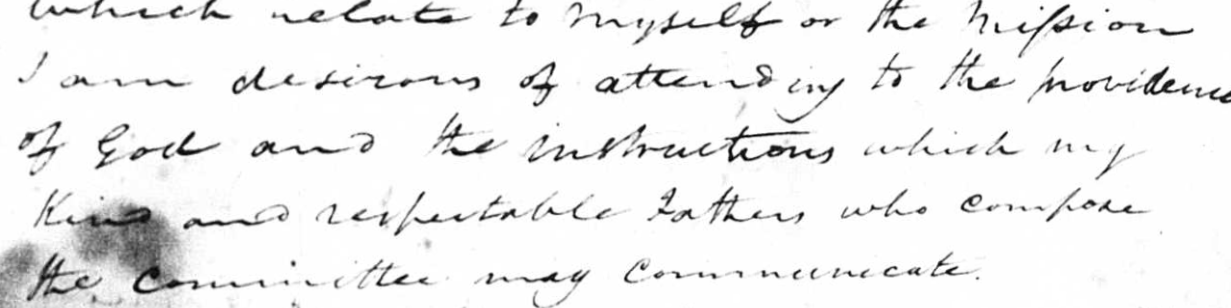 which relate to myself or the Mission
I am desirous of attending to the providence
of God and the instructions which my
Kind and respectable Fathers who compose
the Committee may Communicate.